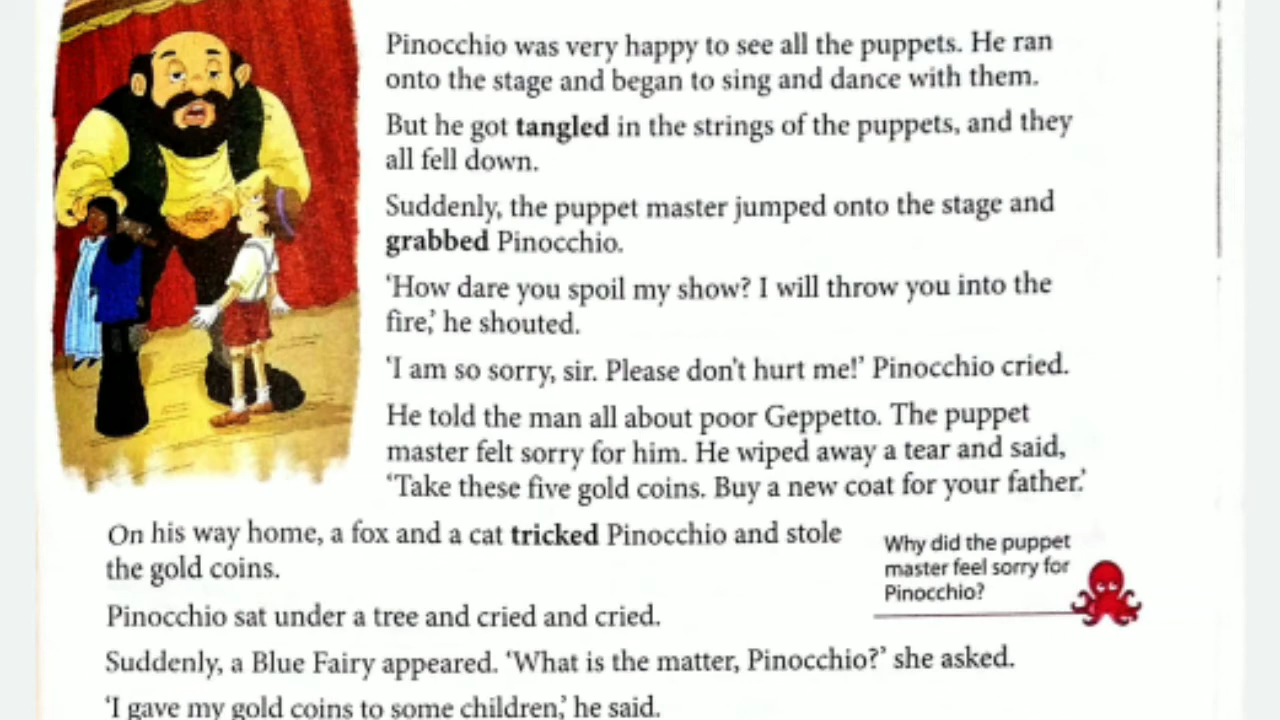 Pinocchio was very happy to see all the puppets. He ran
onto the stage and began to sing and dance with them.
But he got tangled in the strings of the puppets, and they
all fell down.
Suddenly, the puppet master jumped onto the stage and
grabbed Pinocchio.
‘How dare you spoil my show? I will throw you into the
fire,’ he shouted.
‘I am so sorry, sir. Please don’t hurt me!’ Pinocchio cried.
He told the man all about poor Geppetto. The puppet
master felt sorry for him. He wiped away a tear and said,
‘Take these five gold coins. Buy a new coat for your father.’
On his way home, a fox and a cat tricked Pinocchio and stole
the gold coins.
Why did the puppet
master feel sorry for
Pinocchio?
Pinocchio sat under a tree and cried and cried.
Suddenly, a Blue Fairy appeared. ‘What is the matter, Pinocchio?’ she asked.
‘I gave my gold coins to some children,’ he said.